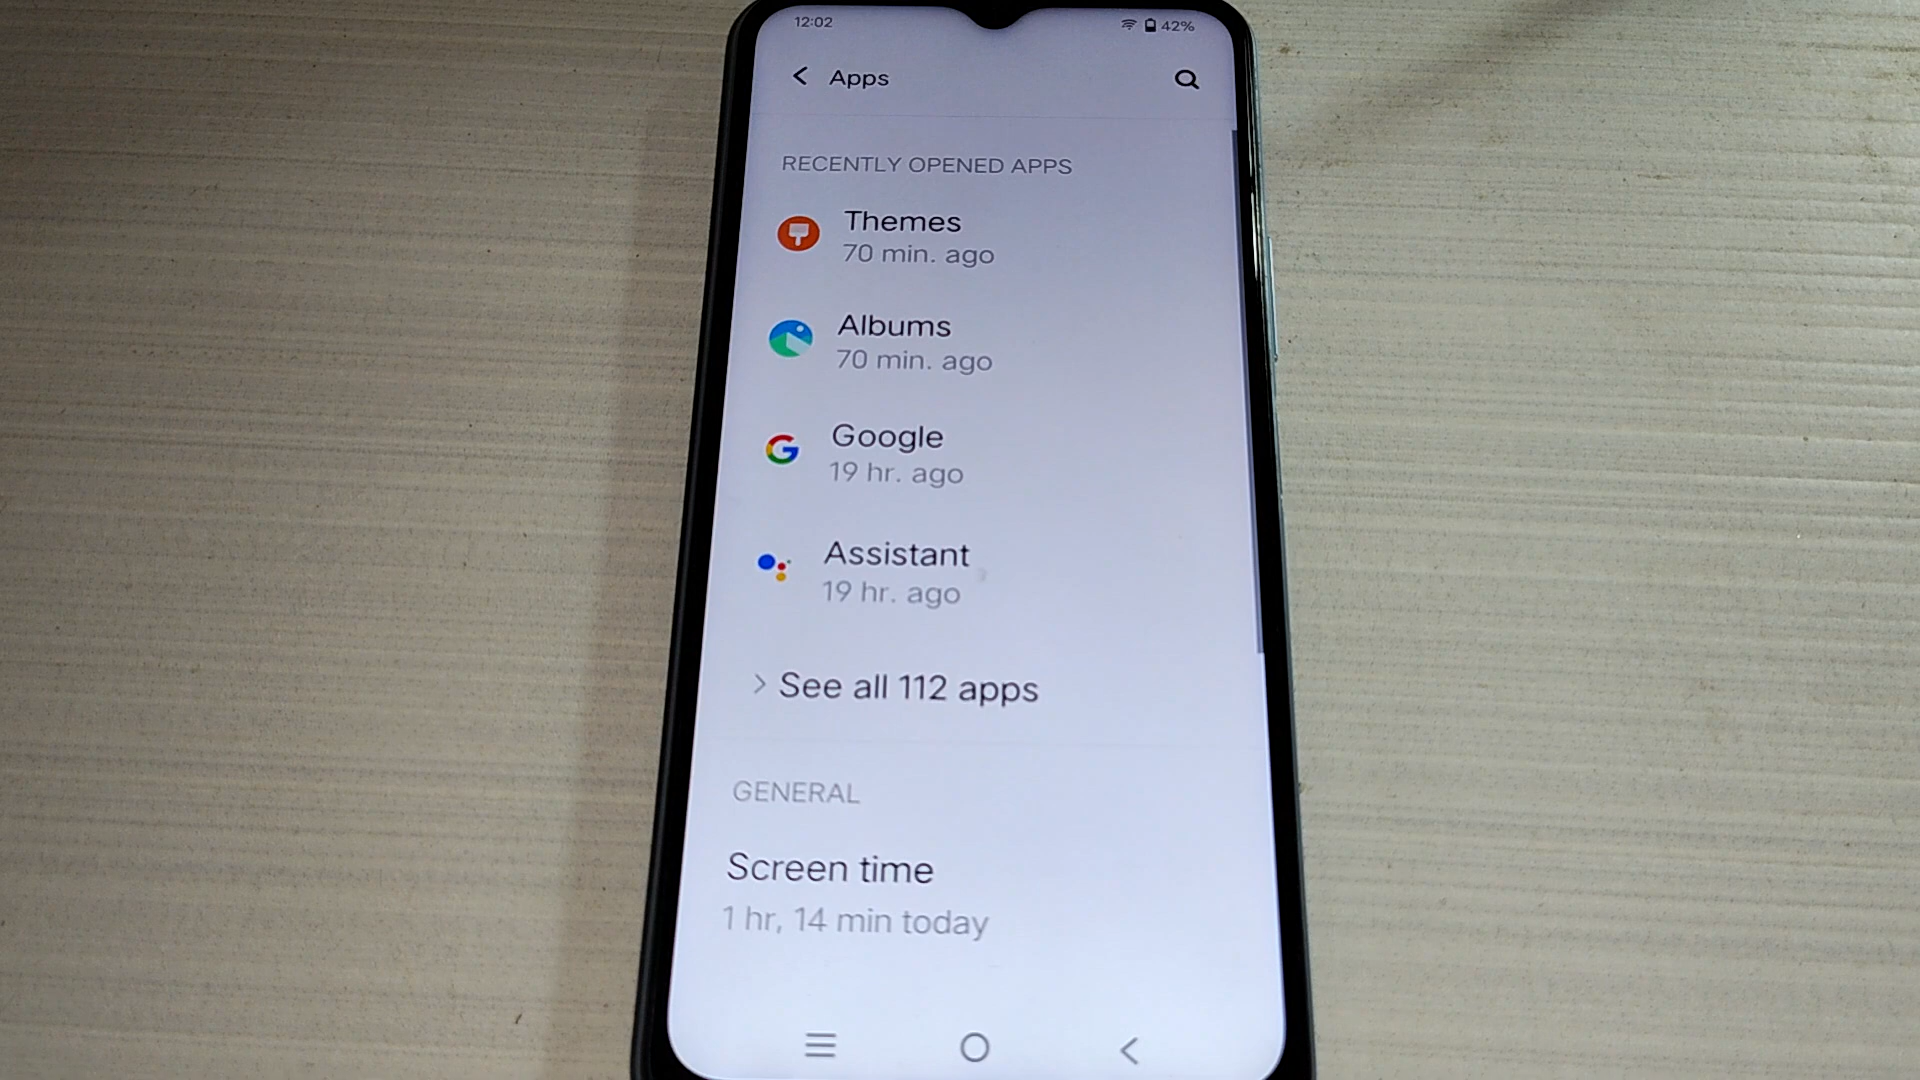 12:02
42%
Apps
RECENTLY OPENED APPS
Themes
70 min. ago
Albums
70 min. ago
Google
19 hr. ago
Assistant
19 hr. ago
See all 112 apps
GENERAL
Screen time
1 hr, 14 min today